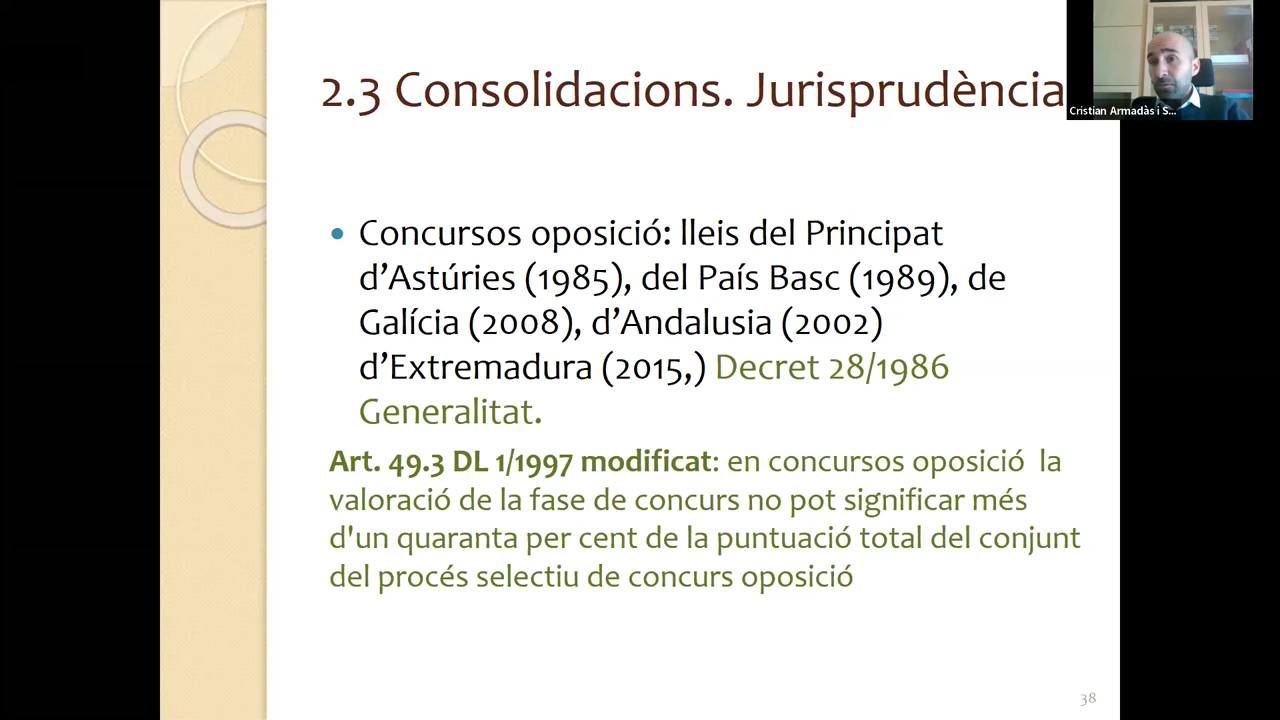 2.3 Consolidacions. Jurisprudència
Cristian Armadàs i S...
• Concursos oposició: lleis del Principat
d’Astúries (1985), del País Basc (1989), de
Galícia (2008), d’Andalusia (2002)
d’Extremadura (2015,) Decret 28/1986
Generalitat.
Art. 49.3 DL 1/1997 modificat: en concursos oposició la
valoració de la fase de concurs no pot significar més
d'un quaranta per cent de la puntuació total del conjunt
del procés selectiu de concurs oposició
38